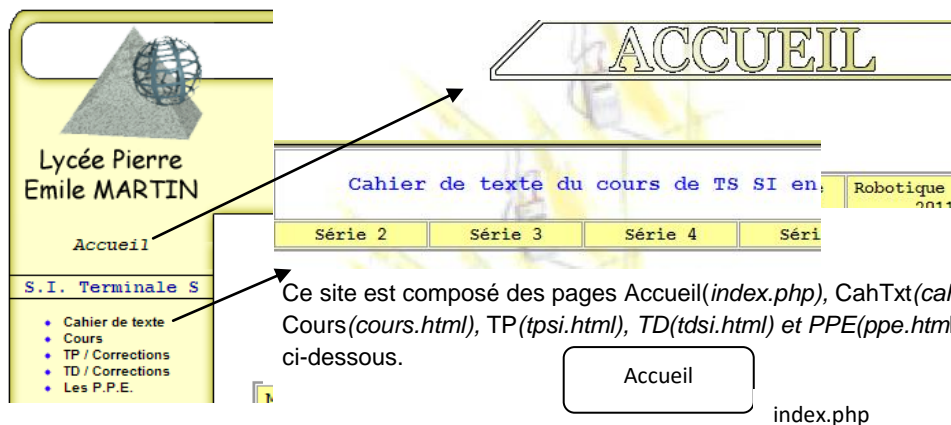 ACCUEIL
Lycée Pierre
Emile MARTIN
Cahier de texte du cours de TS SI en
Robotique
2011
Accueil
Série 2 Série 3 Série 4 Séri
S.I. Terminale S
Cahier de texte
Cours
TP / Corrections
TD / Corrections
Les P.P.E.
Ce site est composé des pages Accueil(index.php), CahTxt(cah
Cours(cours.html), TP(tpsi.html), TD(tdsi.html) et PPE(ppe.html
ci-dessous.
Accueil
index.php